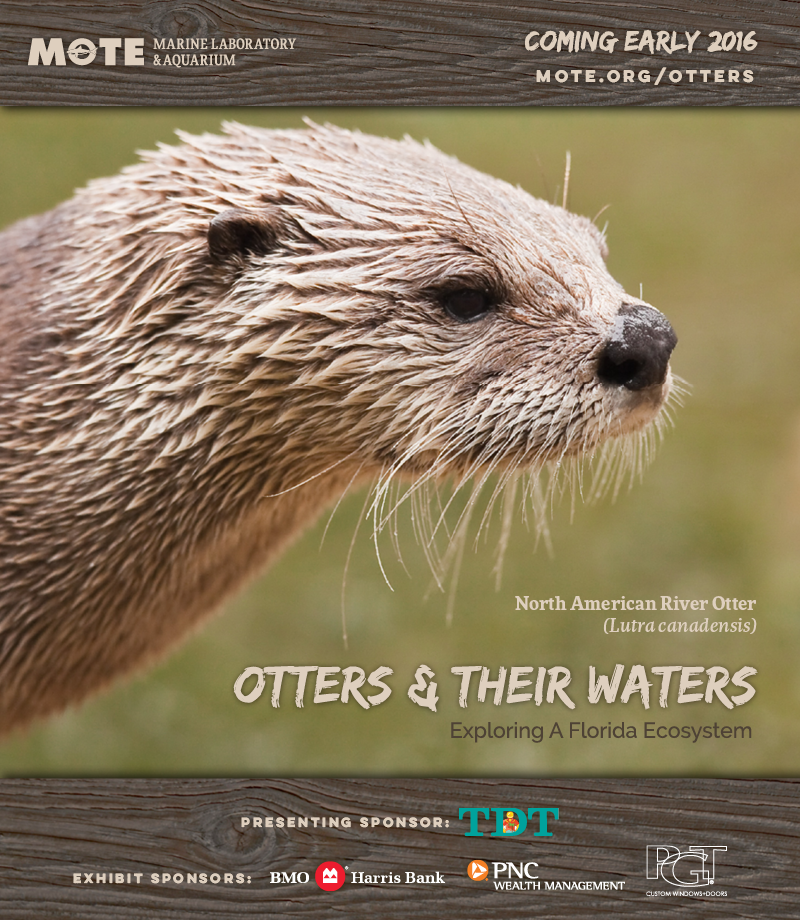 MOTE MARINE LABORATORY
& AQUARIUM
COMING EARLY 2016
MOTE.ORG/OTTERS
North American River Otter
(Lutra canadensis)
OTTERS & THEIR WATERS
Exploring A Florida Ecosystem
PRESENTING SPONSOR: TDT
EXHIBIT SPONSORS: BMO Harris Bank PNC
WEALTH MANAGEMENT
PGT
CUSTOM WINDOWS+DOORS